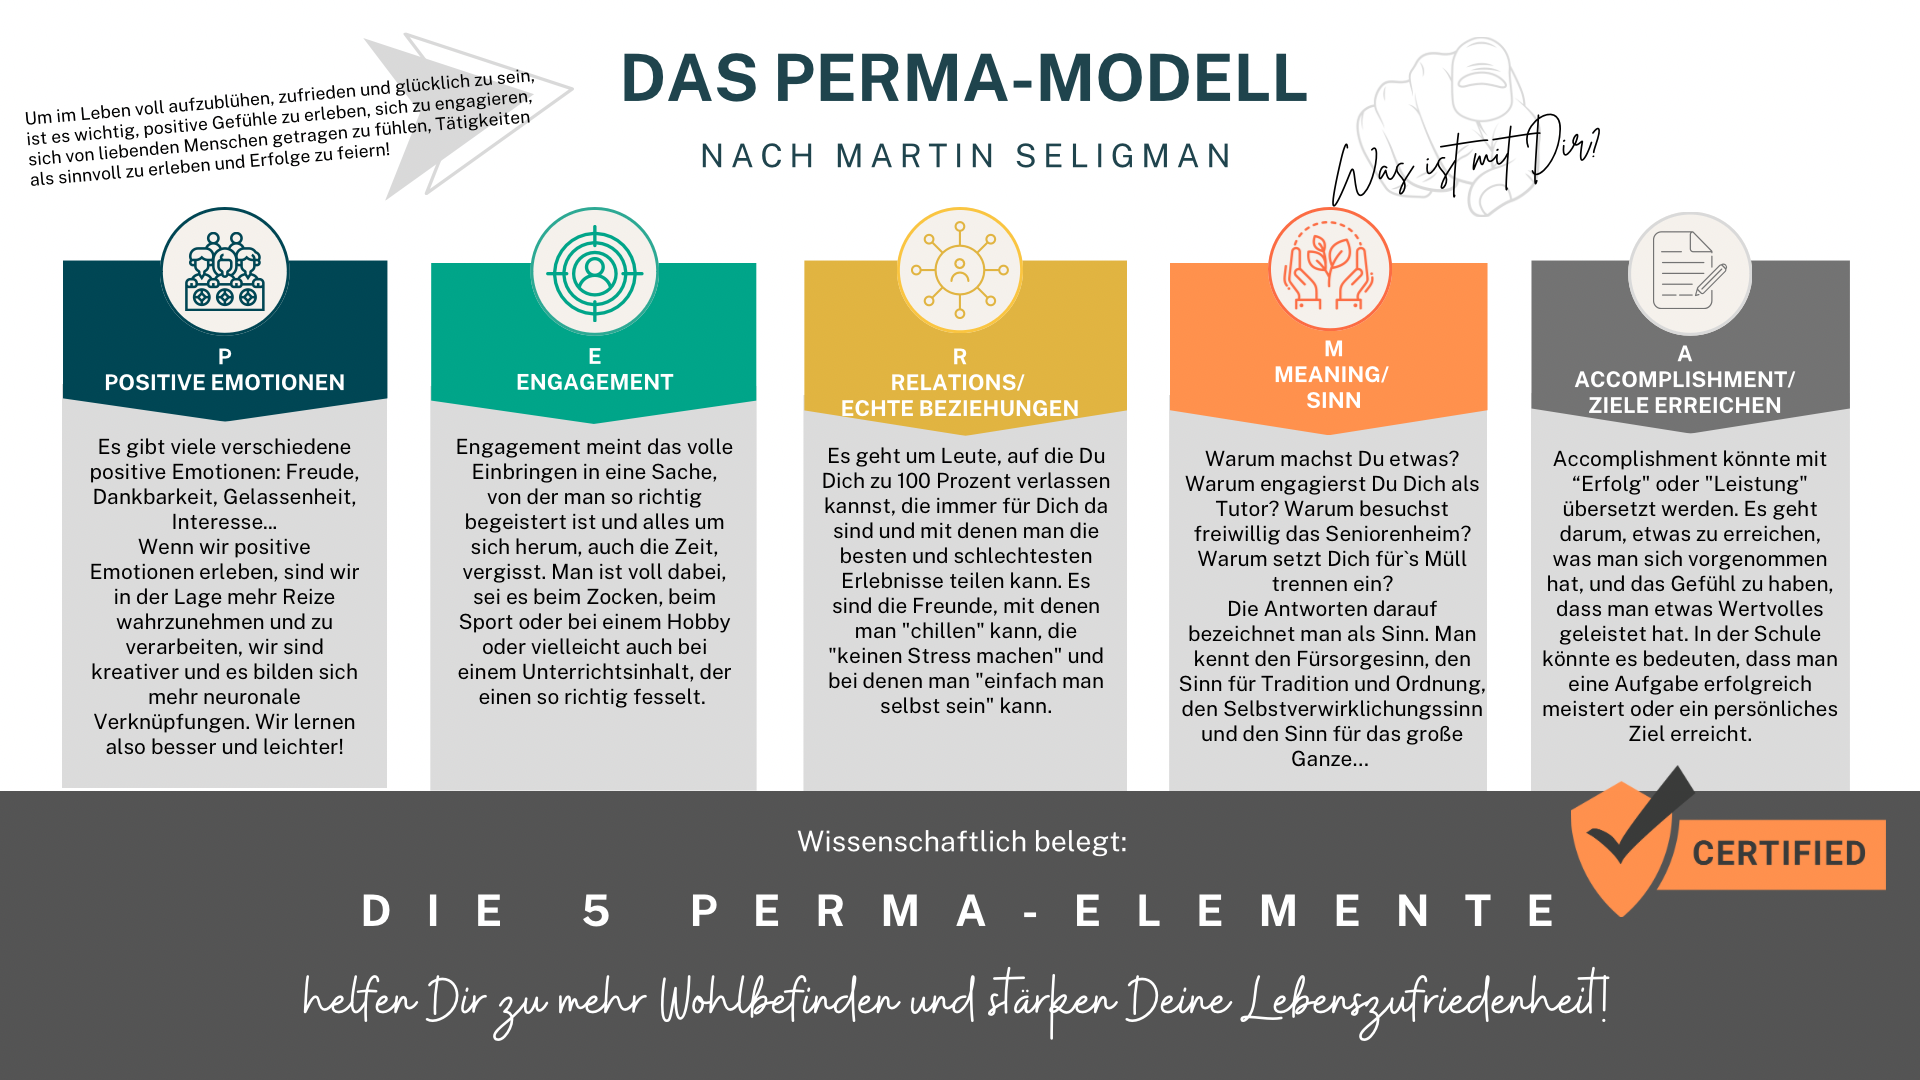 Um im Leben voll aufzublühen, zufrieden und glücklich zu sein,
ist es wichtig, positive Gefühle zu erleben, sich zu engagieren,
sich von liebenden Menschen getragen zu fühlen, Tätigkeiten
als sinnvoll zu erleben und Erfolge zu feiern!
DAS PERMA-MODELL
NACH MARTIN SELIGMAN
Was ist mit Dir?
P
POSITIVE EMOTIONEN
Es gibt viele verschiedene
positive Emotionen: Freude,
Dankbarkeit, Gelassenheit,
Interesse...
Wenn wir positive
Emotionen erleben, sind wir
in der Lage mehr Reize
wahrzunehmen und zu
verarbeiten, wir sind
kreativer und es bilden sich
mehr neuronale
Verknüpfungen. Wir lernen
also besser und leichter!
E
ENGAGEMENT
Engagement meint das volle
Einbringen in eine Sache,
von der man so richtig
begeistert ist und alles um
sich herum, auch die Zeit,
vergisst. Man ist voll dabei,
sei es beim Zocken, beim
Sport oder bei einem Hobby
oder vielleicht auch bei
einem Unterrichtsinhalt, der
einen so richtig fesselt.
R
RELATIONS/
ECHTE BEZIEHUNGEN
Es geht um Leute, auf die Du
Dich zu 100 Prozent verlassen
kannst, die immer für Dich da
sind und mit denen man die
besten und schlechtesten
Erlebnisse teilen kann. Es
sind die Freunde, mit denen
man "chillen" kann, die
"keinen Stress machen" und
bei denen man "einfach man
selbst sein" kann.
M
MEANING/
SINN
Warum machst Du etwas?
Warum engagierst Du Dich als
Tutor? Warum besuchst
freiwillig das Seniorenheim?
Warum setzt Dich für`s Müll
trennen ein?
Die Antworten darauf
bezeichnet man als Sinn. Man
kennt den Fürsorgesinn, den
Sinn für Tradition und Ordnung,
den Selbstverwirklichungssinn
und den Sinn für das große
Ganze...
A
ACCOMPLISHMENT/
ZIELE ERREICHEN
Accomplishment könnte mit
“Erfolg" oder "Leistung"
übersetzt werden. Es geht
darum, etwas zu erreichen,
was man sich vorgenommen
hat, und das Gefühl zu haben,
dass man etwas Wertvolles
geleistet hat. In der Schule
könnte es bedeuten, dass man
eine Aufgabe erfolgreich
meistert oder ein persönliches
Ziel erreicht.
Wissenschaftlich belegt:
CERTIFIED
DIE 5 PERMA-ELEMENTE
helfen Dir zu mehr Wohlbefinden und stärken Deine Lebenszufriedenheit!